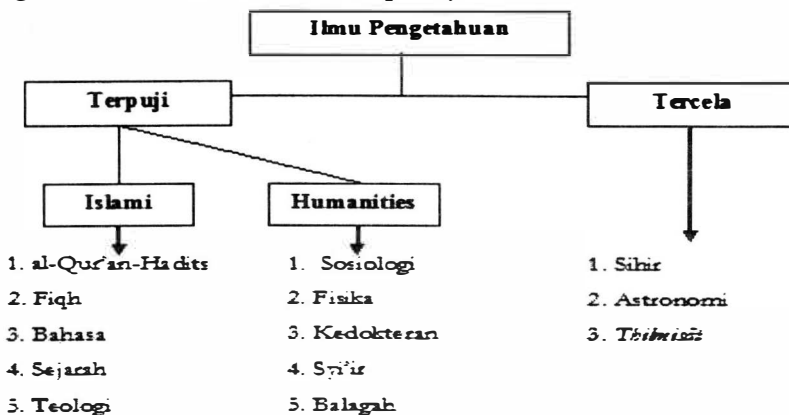 Ilmu Pengetahuan
Terpuji
Tercela
Islami
Humanities
1. al-Qur'an-Hadits
2. Fiqh
3. Bahasa
4. Sejarah
5. Teologi
1. Sosiologi
2. Fisika
3. Kedokteran
4. Syi'ir
5. Balagah
1. Sihir
2. Astronomi
3.